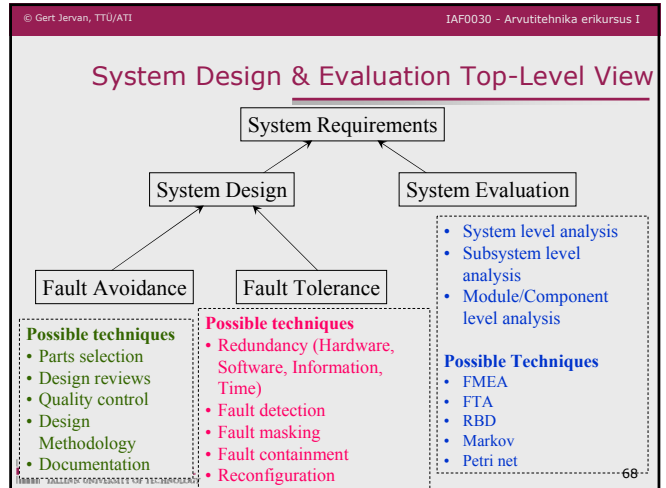 © Gert Jervan, TTÜ/ATI
IAF0030 - Arvutitehnika erikursus I
System Design & Evaluation Top-Level View
System Requirements
System Design
System Evaluation
Fault Avoidance
Fault Tolerance
Possible techniques
• Parts selection
• Design reviews
• Quality control
• Design
Methodology
• Documentation
Possible techniques
• Redundancy (Hardware,
Software, Information,
Time)
• Fault detection
• Fault masking
• Fault containment
• Reconfiguration
• System level analysis
• Subsystem level
analysis
• Module/Component
level analysis
Possible Techniques
• FMEA
• FTA
• RBD
• Markov
• Petri net
68